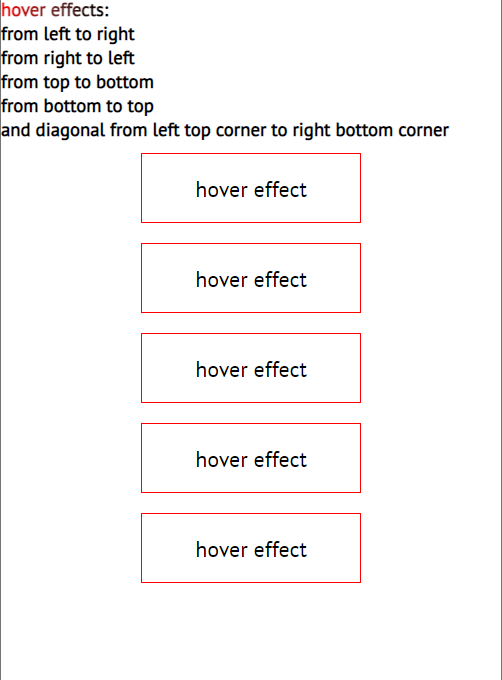 hover effects:
from left to right
from right to left
from top to bottom
from bottom to top
and diagonal from left top corner to right bottom corner
hover effect
hover effect
hover effect
hover effect
hover effect